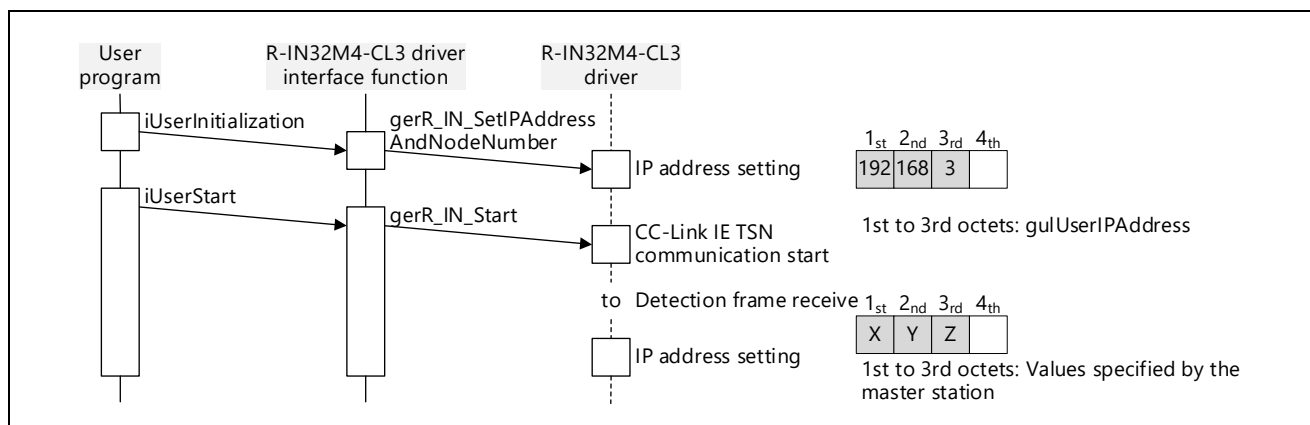 User
program
R-IN32M4-CL3 driver
interface function
R-IN32M4-CL3
driver
iUserInitialization
gerR_IN_SetIPAddress
AndNodeNumber
IP address setting
1st 2nd 3rd 4th
192 168 3
1st to 3rd octets: gulUserIPAddress
iUserStart
gerR_IN_Start
CC-Link IE TSN
communication start
to Detection frame receive
1st 2nd 3rd 4th
X Y Z
IP address setting
1st to 3rd octets: Values specified by the
master station